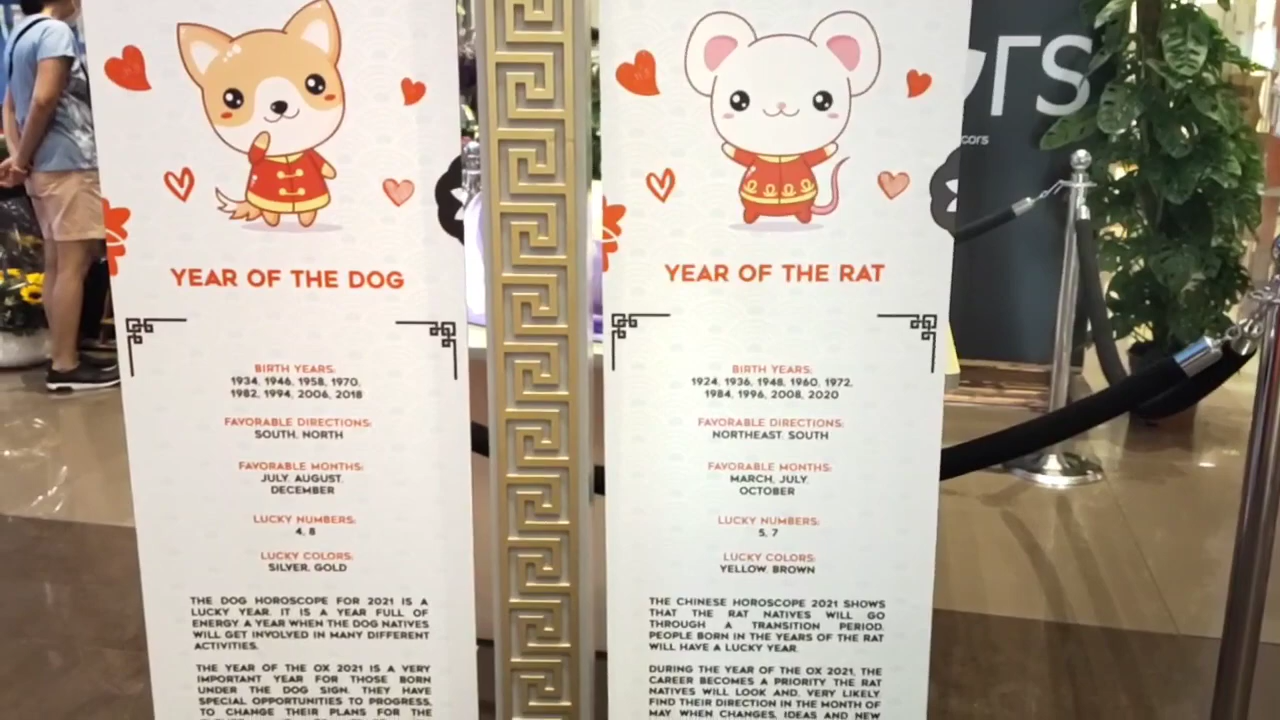 YEAR OF THE DOG
BIRTH YEARS:
1934, 1946, 1958, 1970,
1982, 1994, 2006, 2018
FAVORABLE DIRECTIONS:
SOUTH, NORTH
FAVORABLE MONTHS:
JULY, AUGUST,
DECEMBER
LUCKY NUMBERS:
4, 8
LUCKY COLORS:
SILVER, GOLD
THE DOG HOROSCOPE FOR 2021 IS A
LUCKY YEAR. IT IS A YEAR FULL OF
ENERGY A YEAR WHEN THE DOG NATIVES
WILL GET INVOLVED IN MANY DIFFERENT
ACTIVITIES.
THE YEAR OF THE OX 2021 IS A VERY
IMPORTANT YEAR FOR THOSE BORN
UNDER THE DOG SIGN. THEY HAVE
SPECIAL OPPORTUNITIES TO PROGRESS,
TO CHANGE THEIR PLANS FOR THE
YEAR OF THE RAT
BIRTH YEARS:
1924, 1936, 1948, 1960, 1972,
1984, 1996, 2008, 2020
FAVORABLE DIRECTIONS:
NORTHEAST, SOUTH
FAVORABLE MONTHS:
MARCH, JULY,
OCTOBER
LUCKY NUMBERS:
5, 7
LUCKY COLORS:
YELLOW, BROWN
THE CHINESE HOROSCOPE 2021 SHOWS
THAT THE RAT NATIVES WILL GO
THROUGH A TRANSITION PERIOD.
PEOPLE BORN IN THE YEARS OF THE RAT
WILL HAVE A LUCKY YEAR.
DURING THE YEAR OF THE OX 2021, THE
CAREER BECOMES A PRIORITY THE RAT
NATIVES WILL LOOK AND, VERY LIKELY
FIND THEIR DIRECTION IN THE MONTH OF
MAY WHEN CHANGES, IDEAS AND NEW